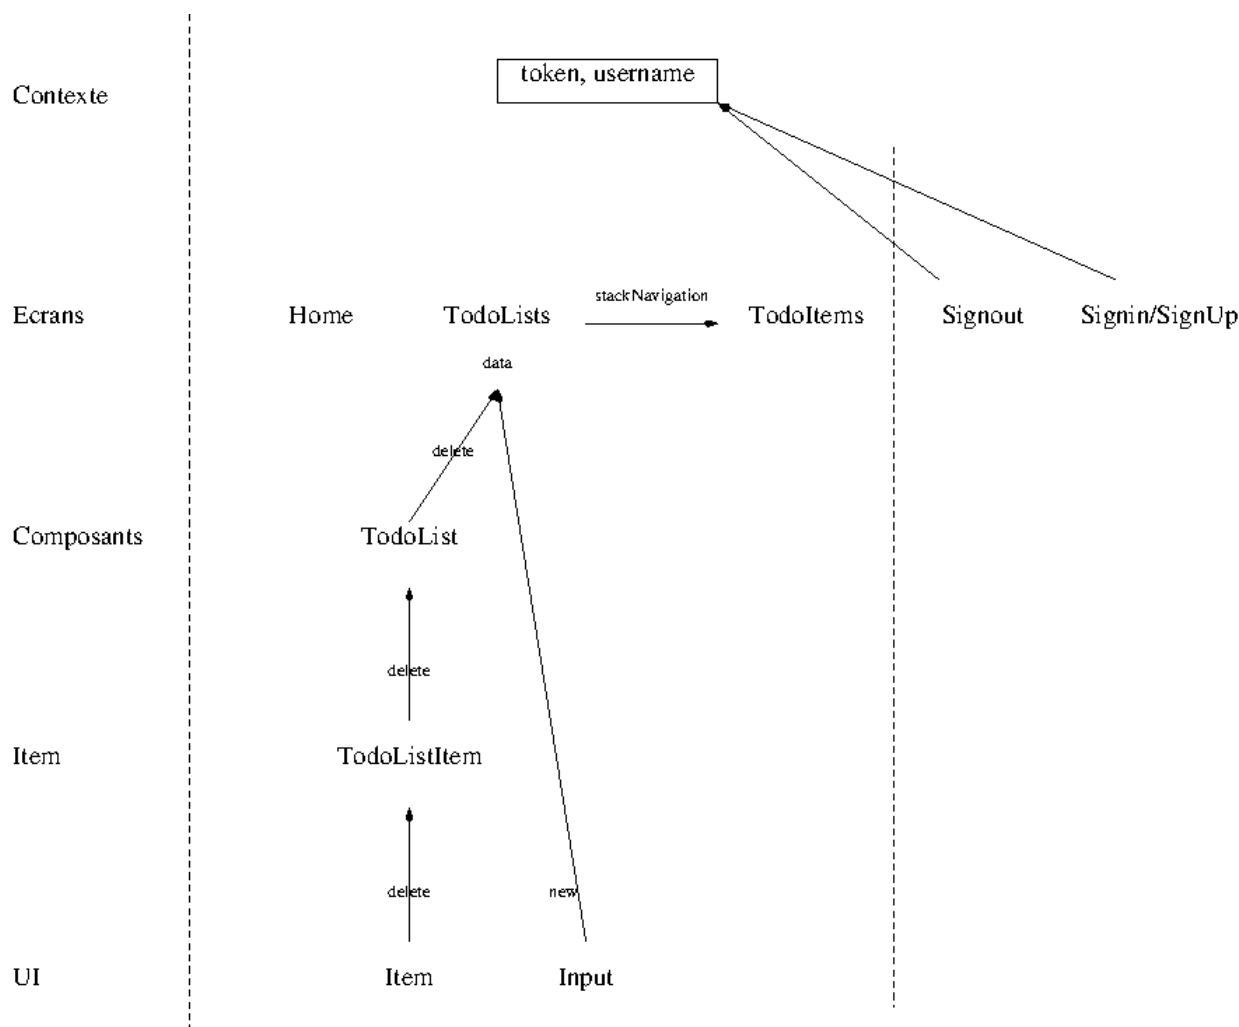 token, username
Contexte
stackNavigation
Ecrans Home TodoLists TodoItems Signout Signin/SignUp
data
delete
Composants TodoList
delete
Item TodoListItem
delete new
UI Item Input